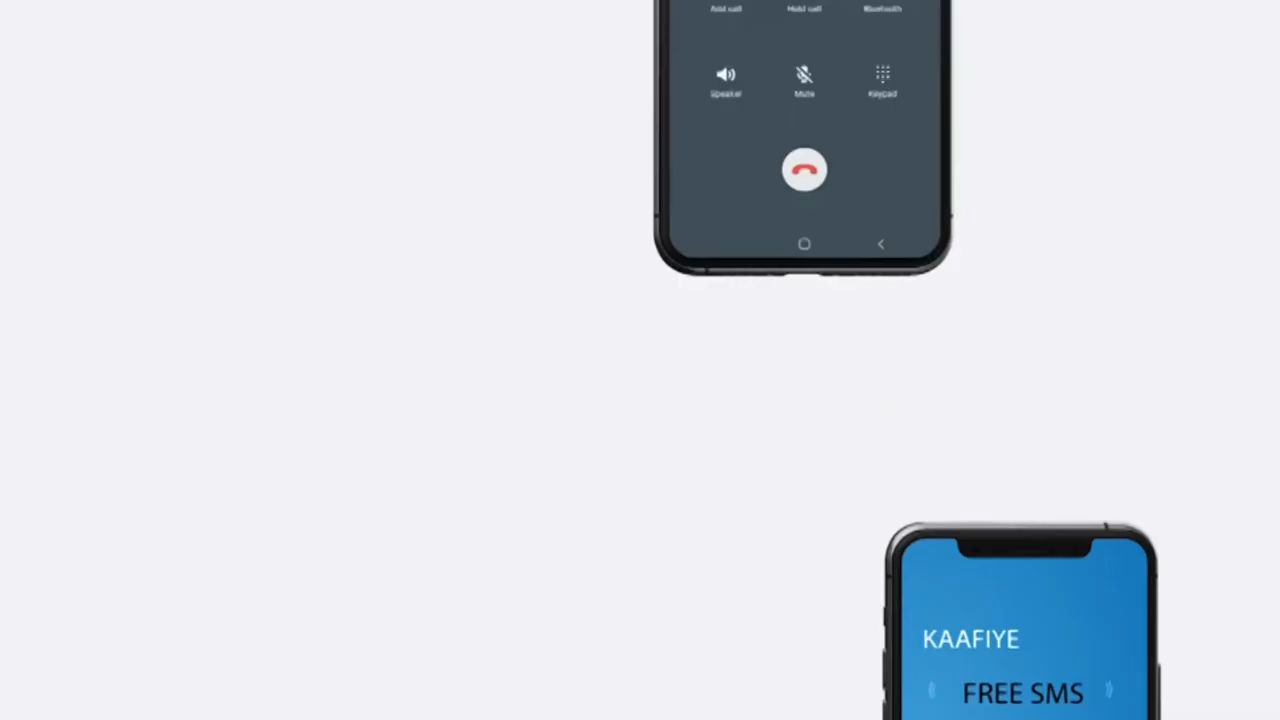 Add call Hold call Bluetooth
Speaker Mute Keypad
KAAFIYE
FREE SMS